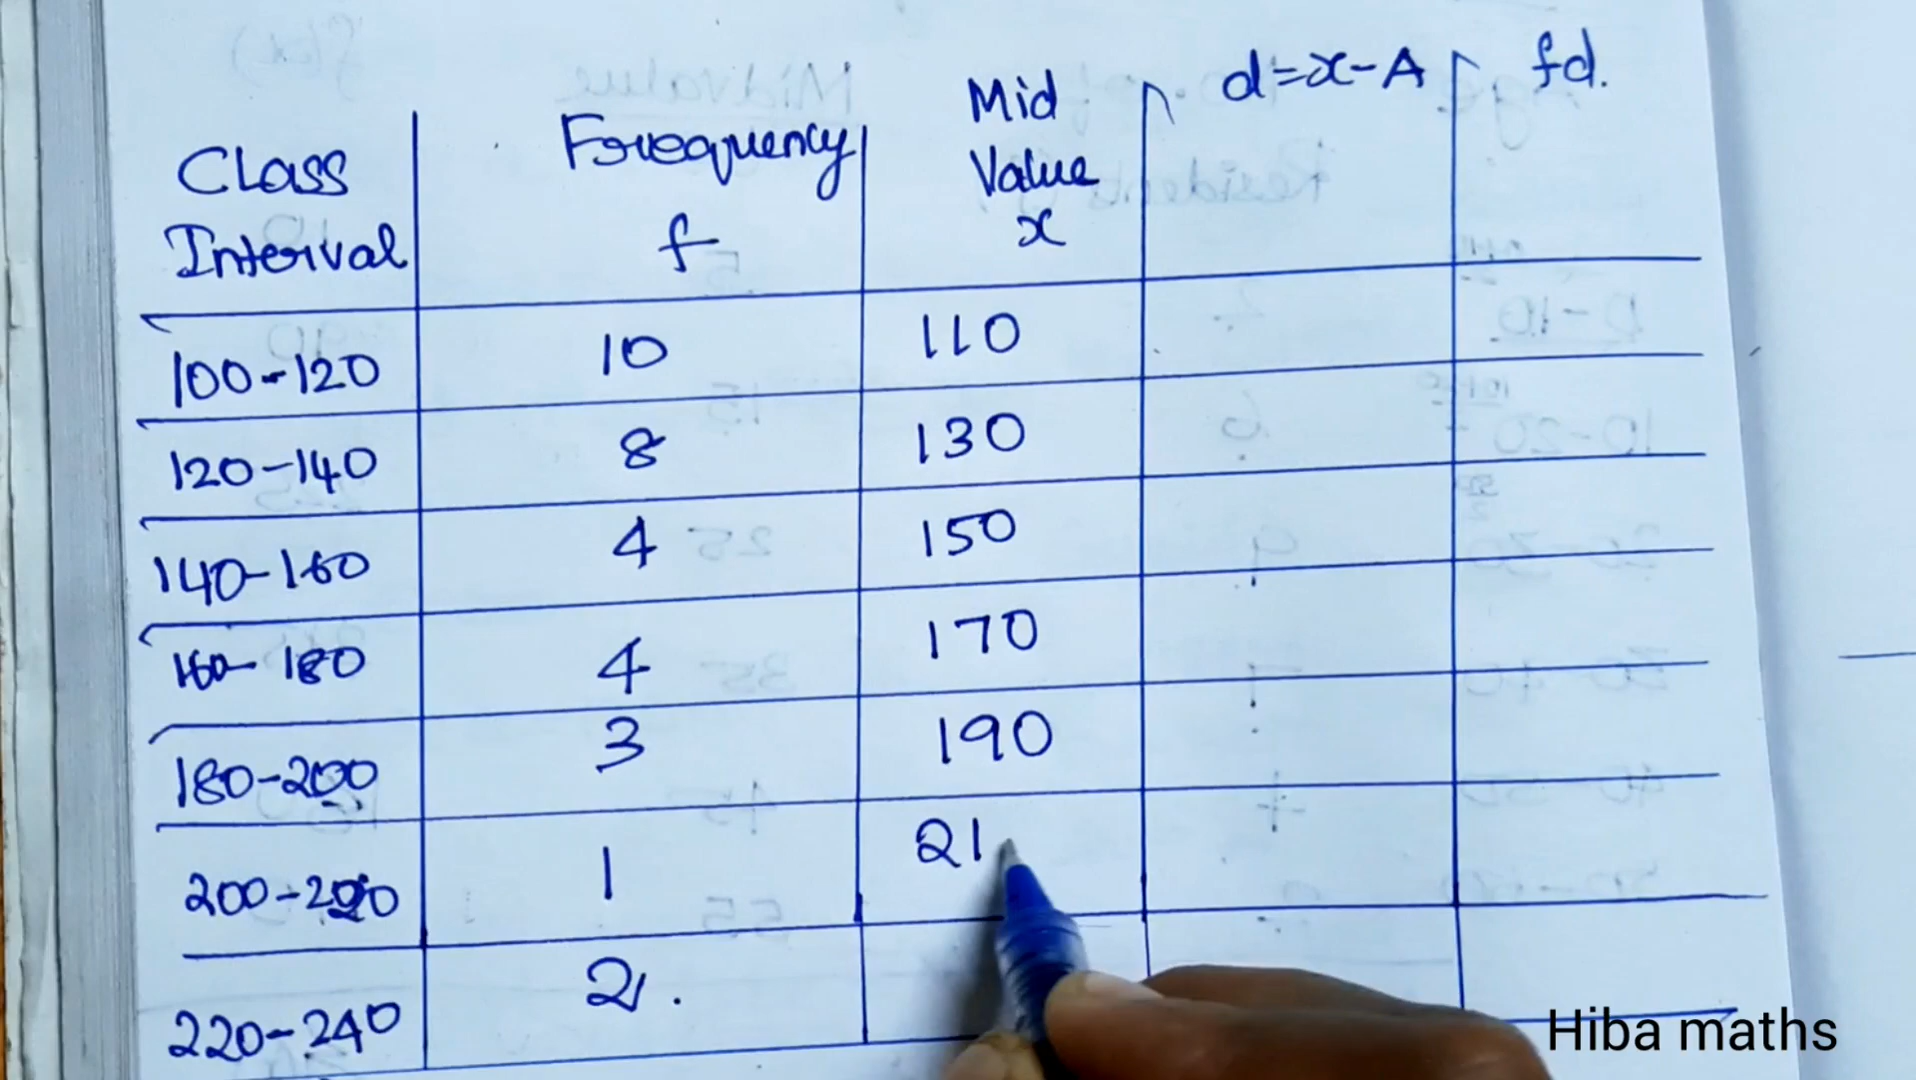 Class Interval | Frequency f | Mid Value x | d=x-A | fd.
100-120 | 10 | 110
120-140 | 8 | 130
140-160 | 4 | 150
160-180 | 4 | 170
180-200 | 3 | 190
200-220 | 1 | 21
220-240 | 2.
Hiba maths